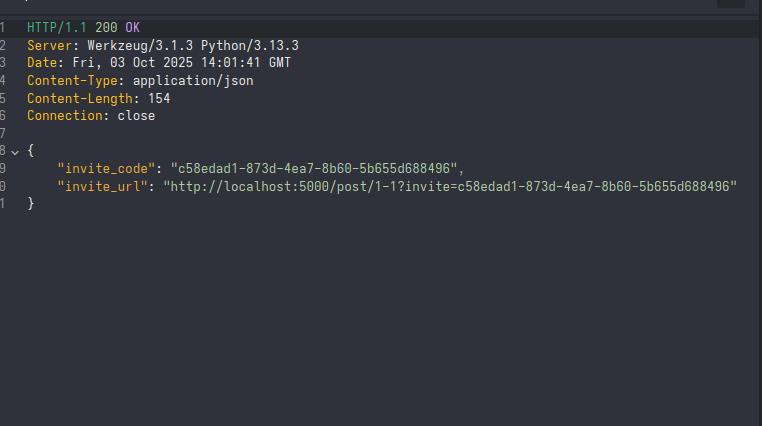 1 HTTP/1.1 200 OK
2 Server: Werkzeug/3.1.3 Python/3.13.3
3 Date: Fri, 03 Oct 2025 14:01:41 GMT
4 Content-Type: application/json
5 Content-Length: 154
6 Connection: close
7
8 {
9 "invite_code": "c58edad1-873d-4ea7-8b60-5b655d688496",
0 "invite_url": "http://localhost:5000/post/1-1?invite=c58edad1-873d-4ea7-8b60-5b655d688496"
1 }